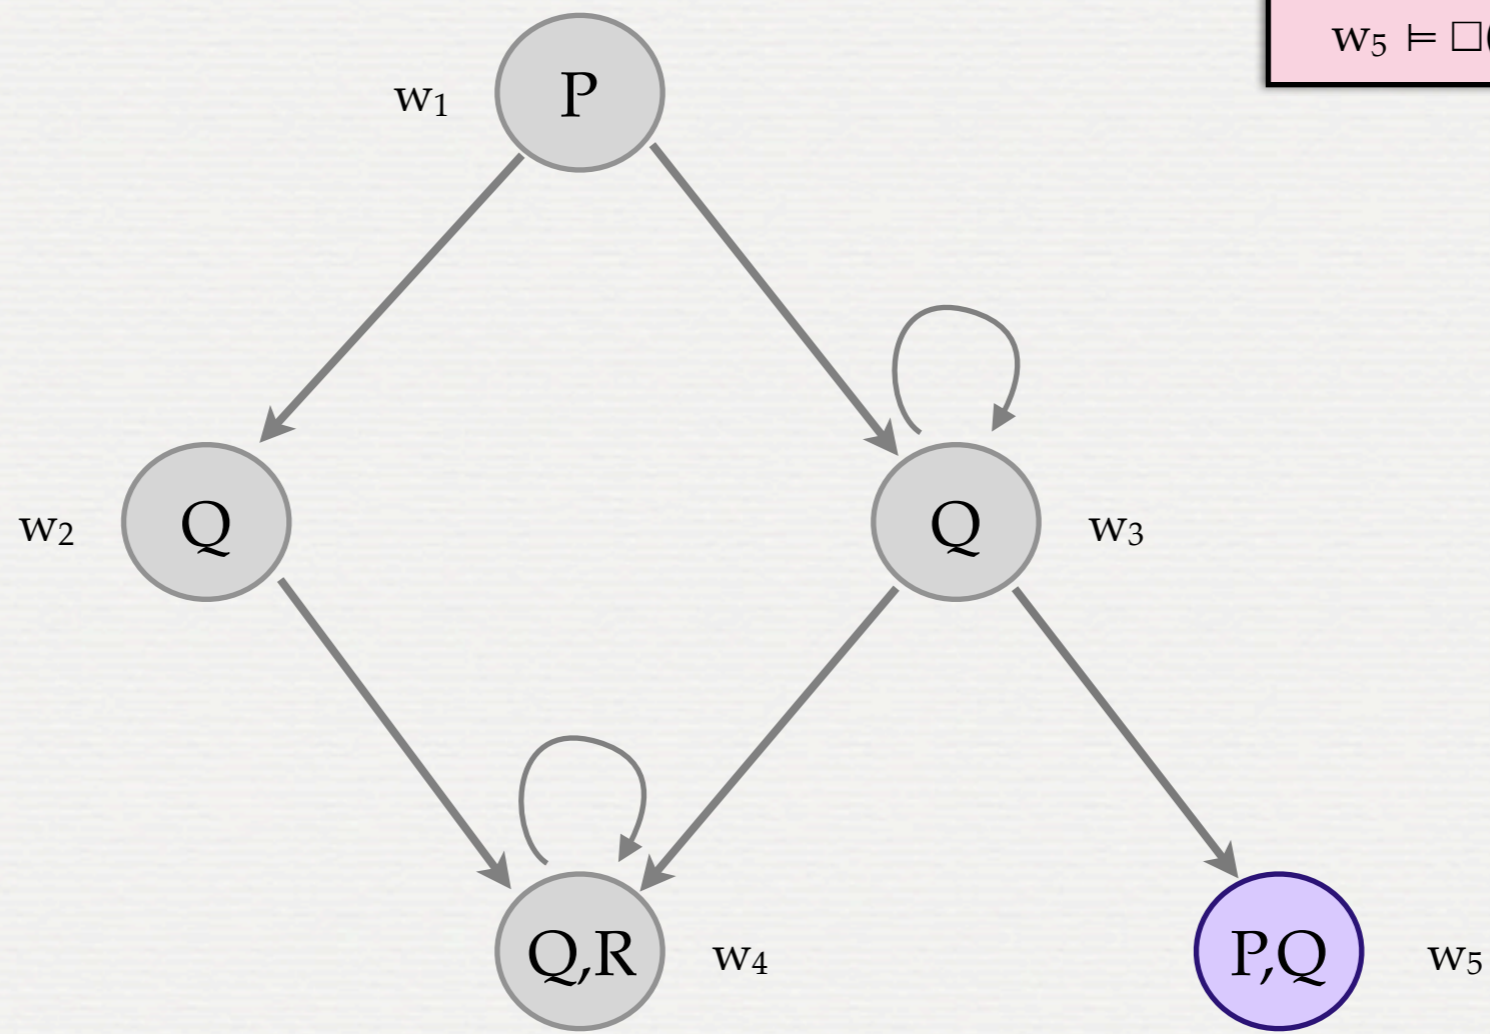 w₅ ⊨ □(
w₁ P
w₂ Q
Q w₃
Q,R w₄
P,Q w₅